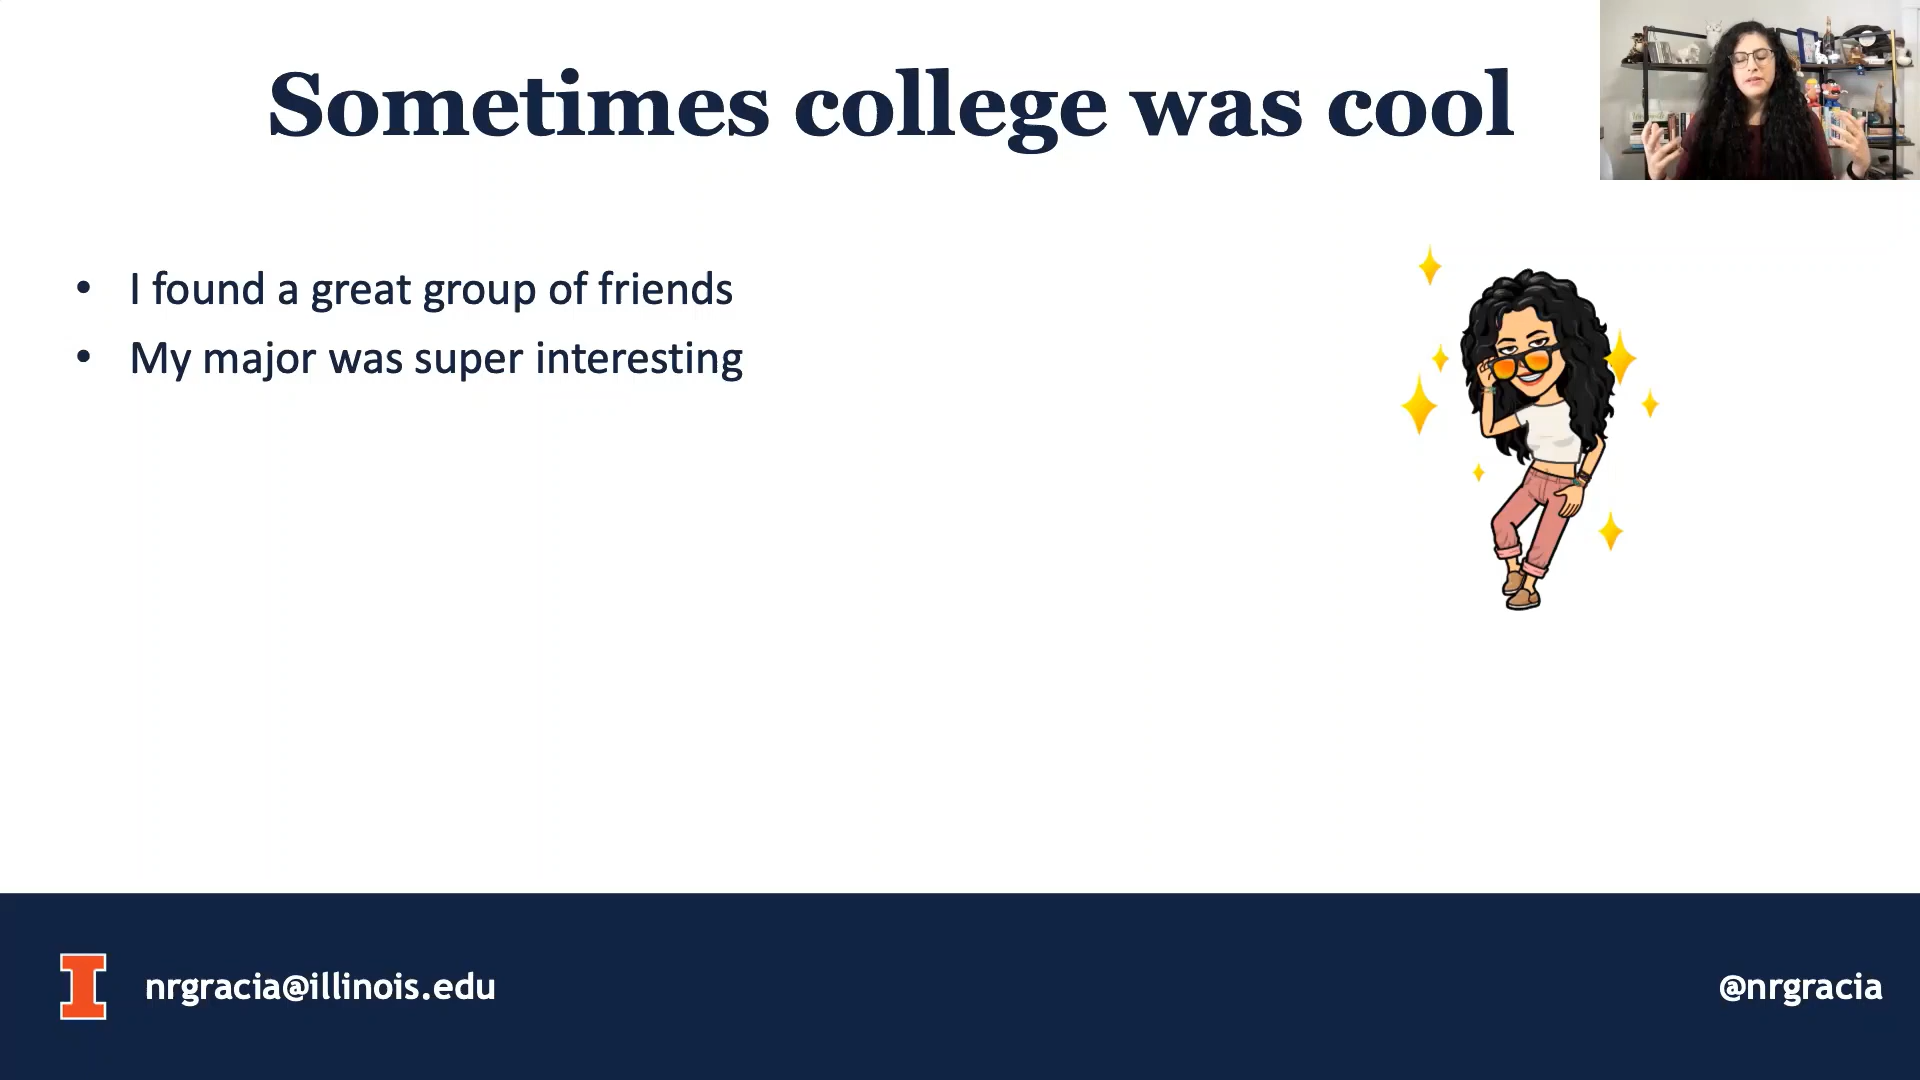 Sometimes college was cool
• I found a great group of friends
• My major was super interesting
I nrgracia@illinois.edu
@nrgracia